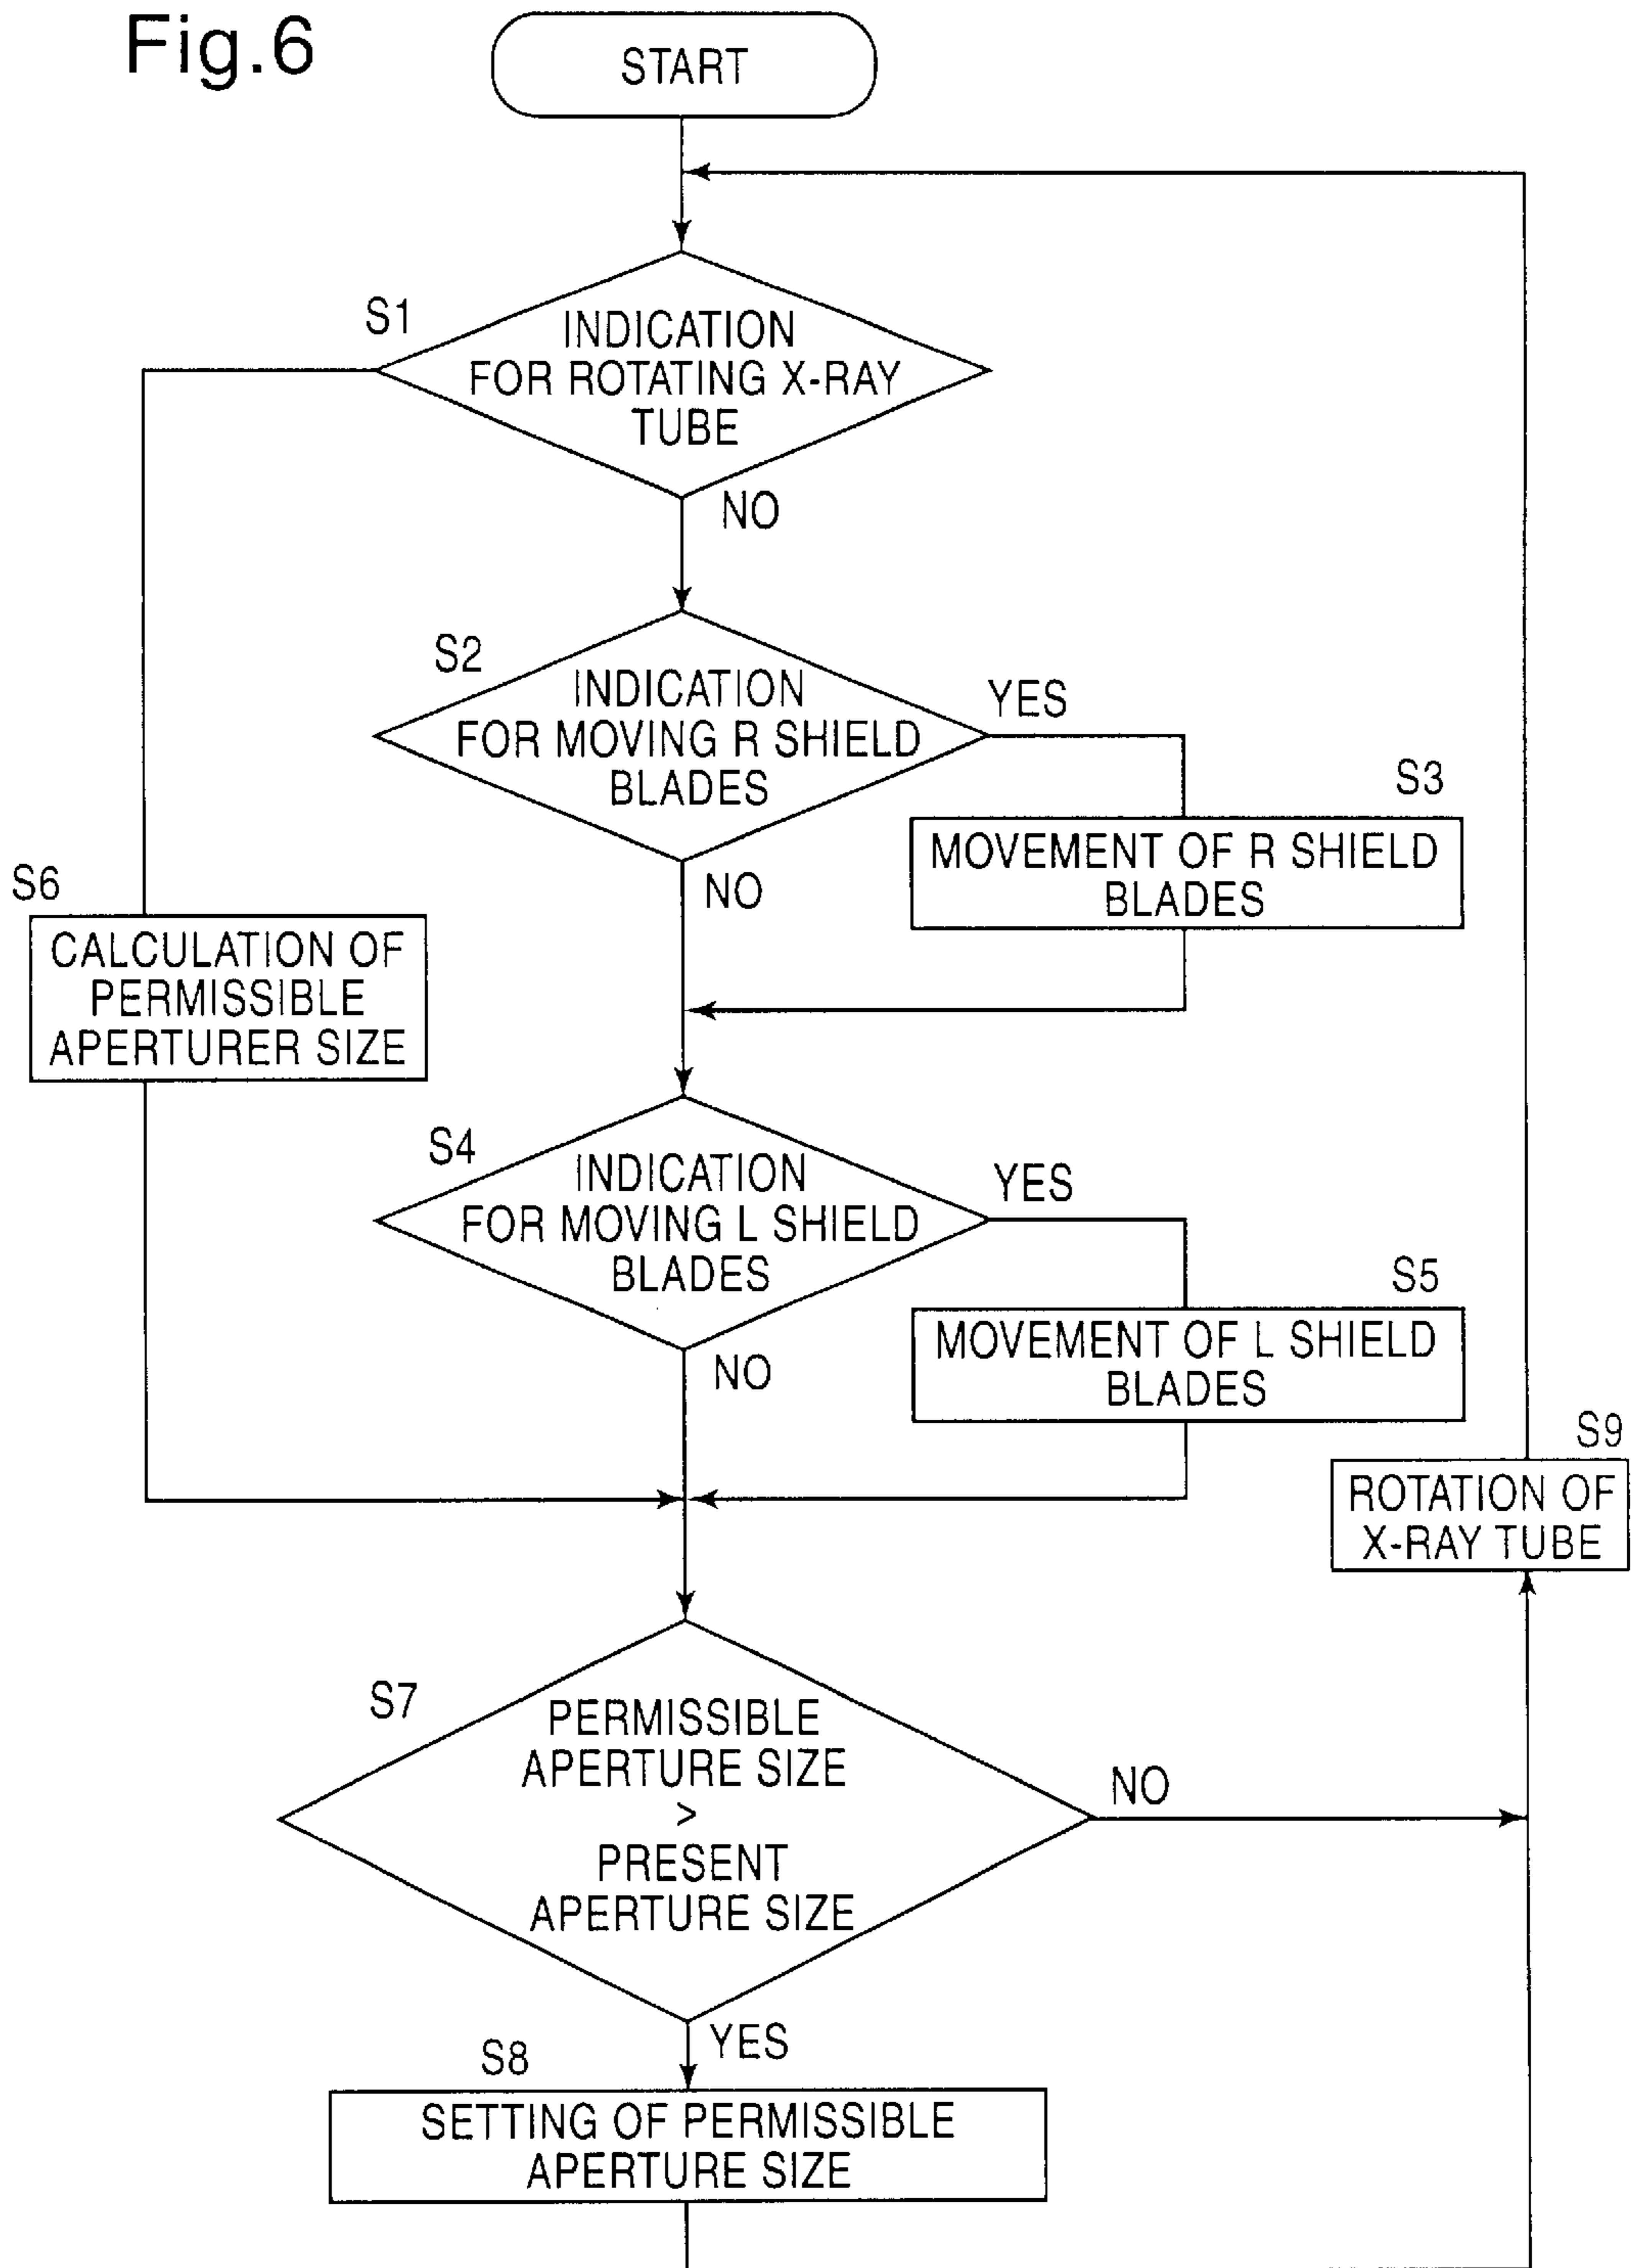 Fig.6
START
S1
INDICATION
FOR ROTATING X-RAY
TUBE
NO
S2
INDICATION
FOR MOVING R SHIELD
BLADES
YES
S3
MOVEMENT OF R SHIELD
BLADES
NO
S6
CALCULATION OF
PERMISSIBLE
APERTURER SIZE
S4
INDICATION
FOR MOVING L SHIELD
BLADES
YES
S5
MOVEMENT OF L SHIELD
BLADES
NO
S9
ROTATION OF
X-RAY TUBE
S7
PERMISSIBLE
APERTURE SIZE
>
PRESENT
APERTURE SIZE
NO
YES
S8
SETTING OF PERMISSIBLE
APERTURE SIZE